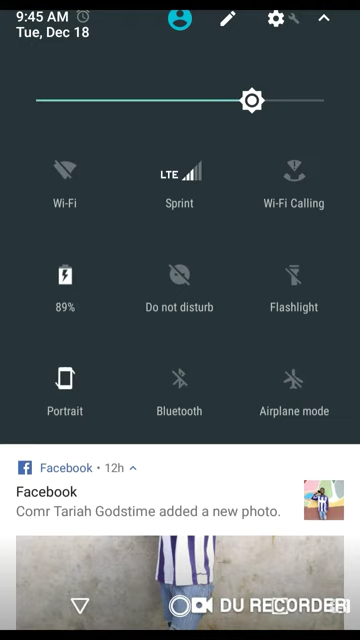 9:45 AM
Tue, Dec 18
Wi-Fi
LTE
Sprint
Wi-Fi Calling
89%
Do not disturb
Flashlight
Portrait
Bluetooth
Airplane mode
Facebook • 12h
Facebook
Comr Tariah Godstime added a new photo.
DU RECORDER